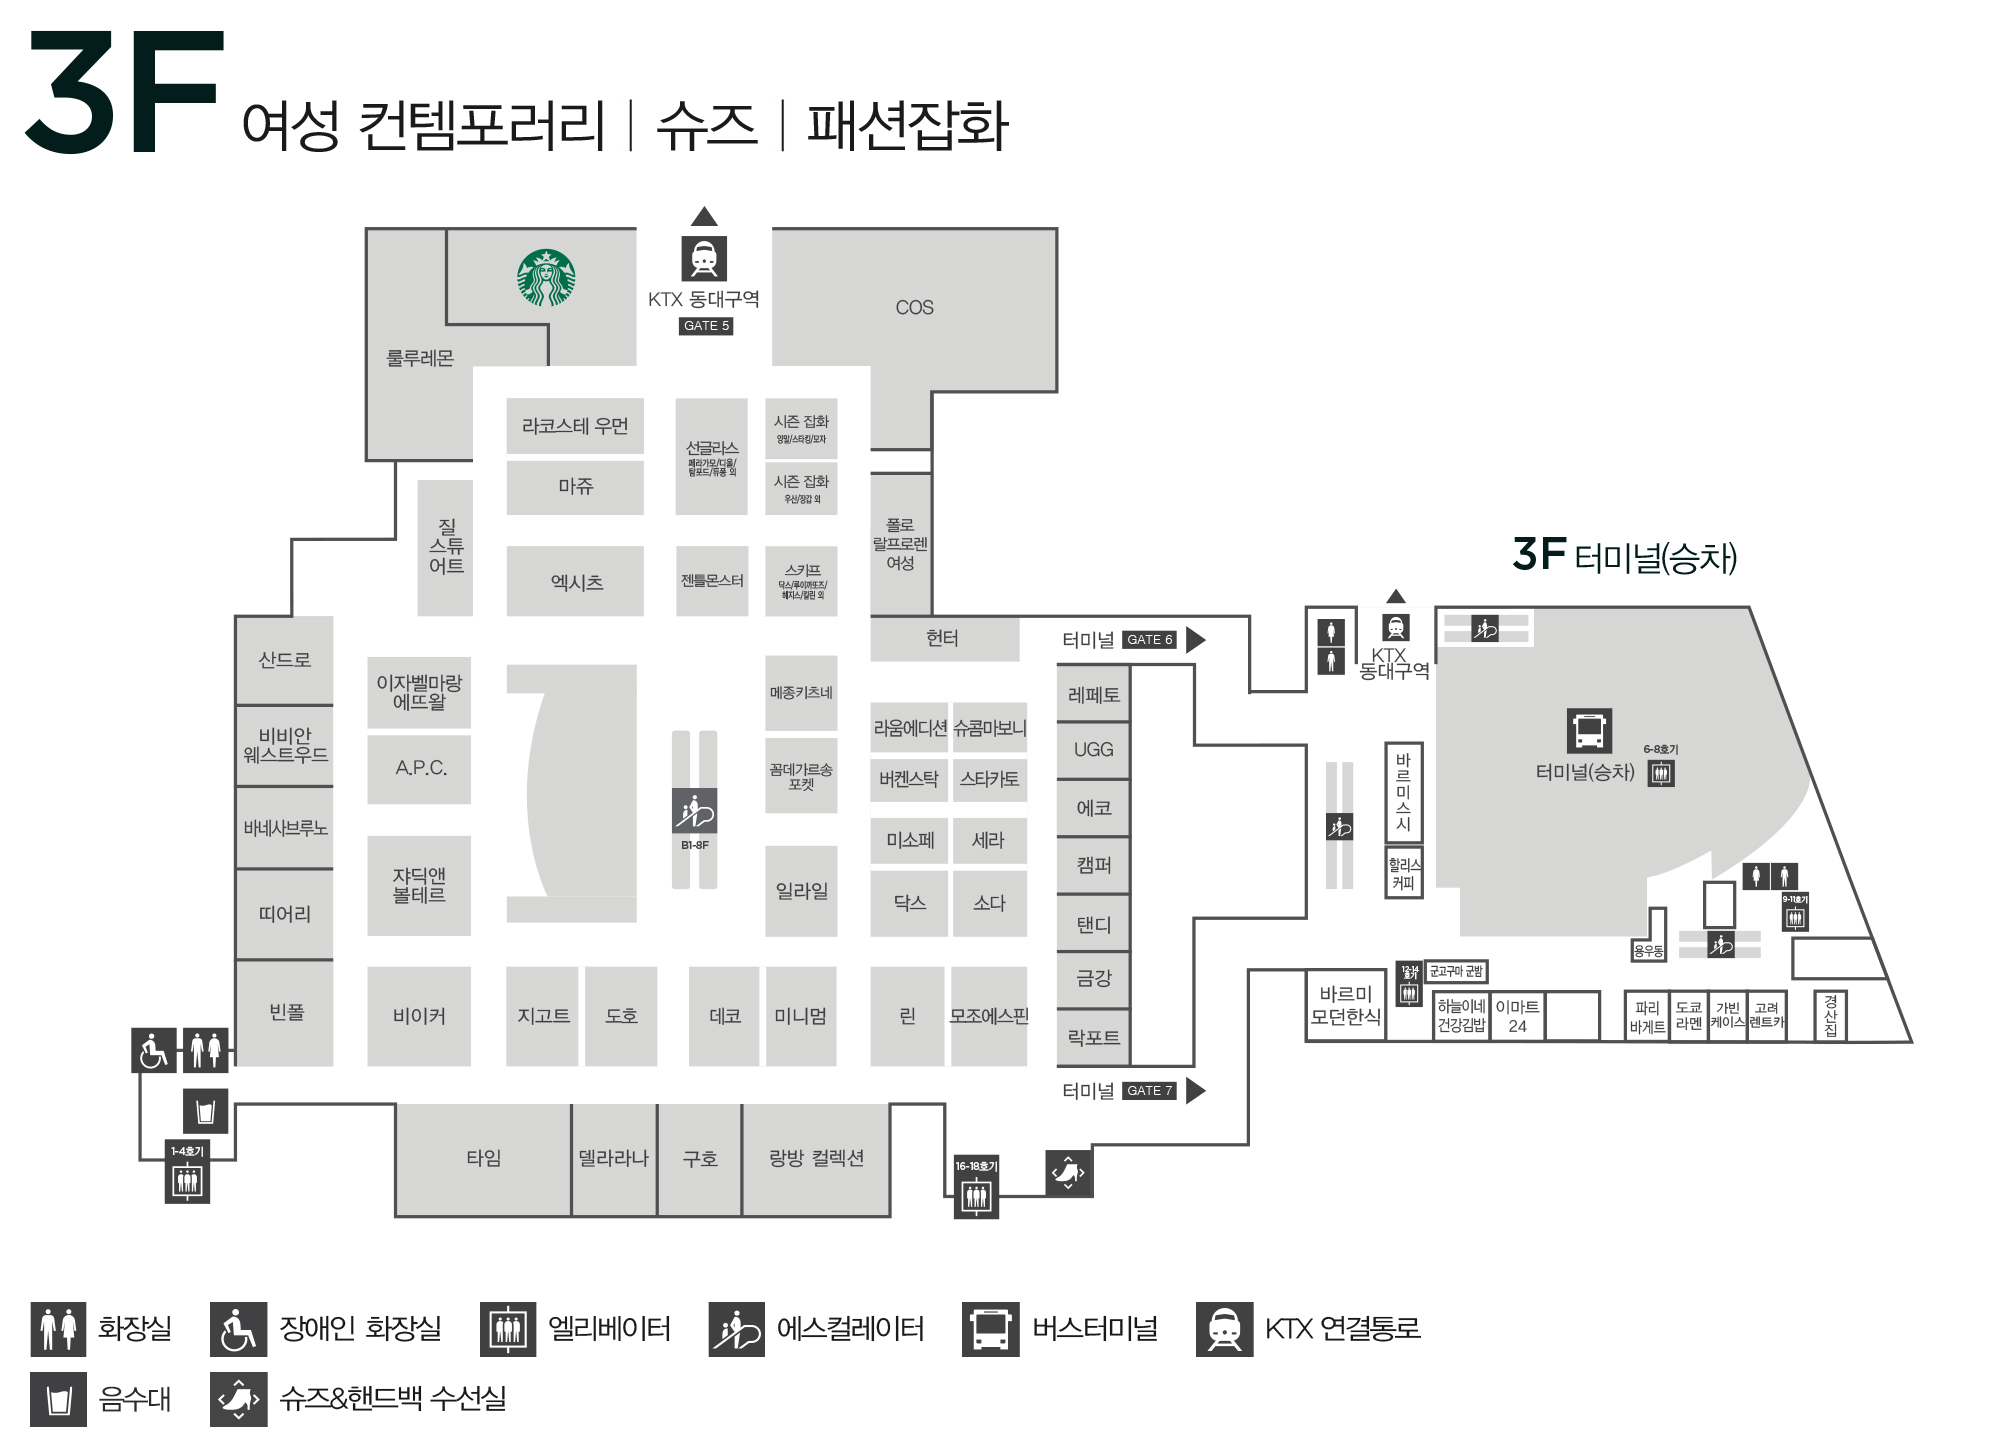 3F 여성 컨템포러리 | 슈즈 | 패션잡화
KTX 동대구역
GATE 5
COS
룰루레몬
라코스테 우먼
마쥬
선글라스
페라가모/디올/
톰포드/듀퐁 외
시즌 잡화
양말/스타킹/모자
시즌 잡화
우산/장갑 외
질
스튜
어트
엑시츠
젠틀몬스터
스카프
닥스/루이까또즈/
헤지스/컬린 외
폴로
랄프로렌
여성
헌터
터미널 GATE 6
산드로
비비안
웨스트우드
바네사브루노
띠어리
빈폴
이자벨마랑
에뜨왈
A.P.C.
쟈딕앤
볼테르
비이커
B1-8F
메종키츠네
꼼데가르송
포켓
일라일
라움에디션
슈콤마보니
버켄스탁
스타카토
미소페
세라
닥스
소다
레페토
UGG
에코
캠퍼
탠디
금강
락포트
지고트
도호
데코
미니멈
린
모조에스핀
터미널 GATE 7
타임
델라라나
구호
랑방 컬렉션
1-4호기
16-18호기
3F 터미널(승차)
KTX
동대구역
터미널(승차)
6-8호기
바
르
미
스
시
할리스
커피
9-11호기
용우동
12-14
호기
군고구마 군밤
바르미
모던한식
하늘이네
건강김밥
이마트
24
파리
바게트
도쿄
라멘
가빈
케이스
고려
렌트카
경
산
집
화장실
장애인 화장실
엘리베이터
에스컬레이터
버스터미널
KTX 연결통로
음수대
슈즈&핸드백 수선실